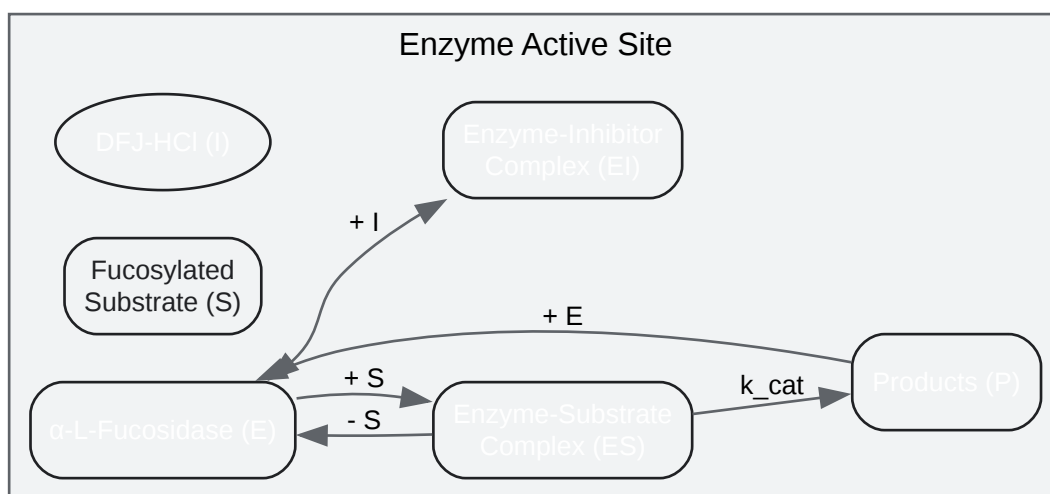 Enzyme Active Site
DFJ-HCl (I)
Enzyme-Inhibitor
Complex (EI)
+ I
Fucosylated
Substrate (S)
+ E
α-L-Fucosidase (E)
+ S
- S
Enzyme-Substrate
Complex (ES)
k_cat
Products (P)